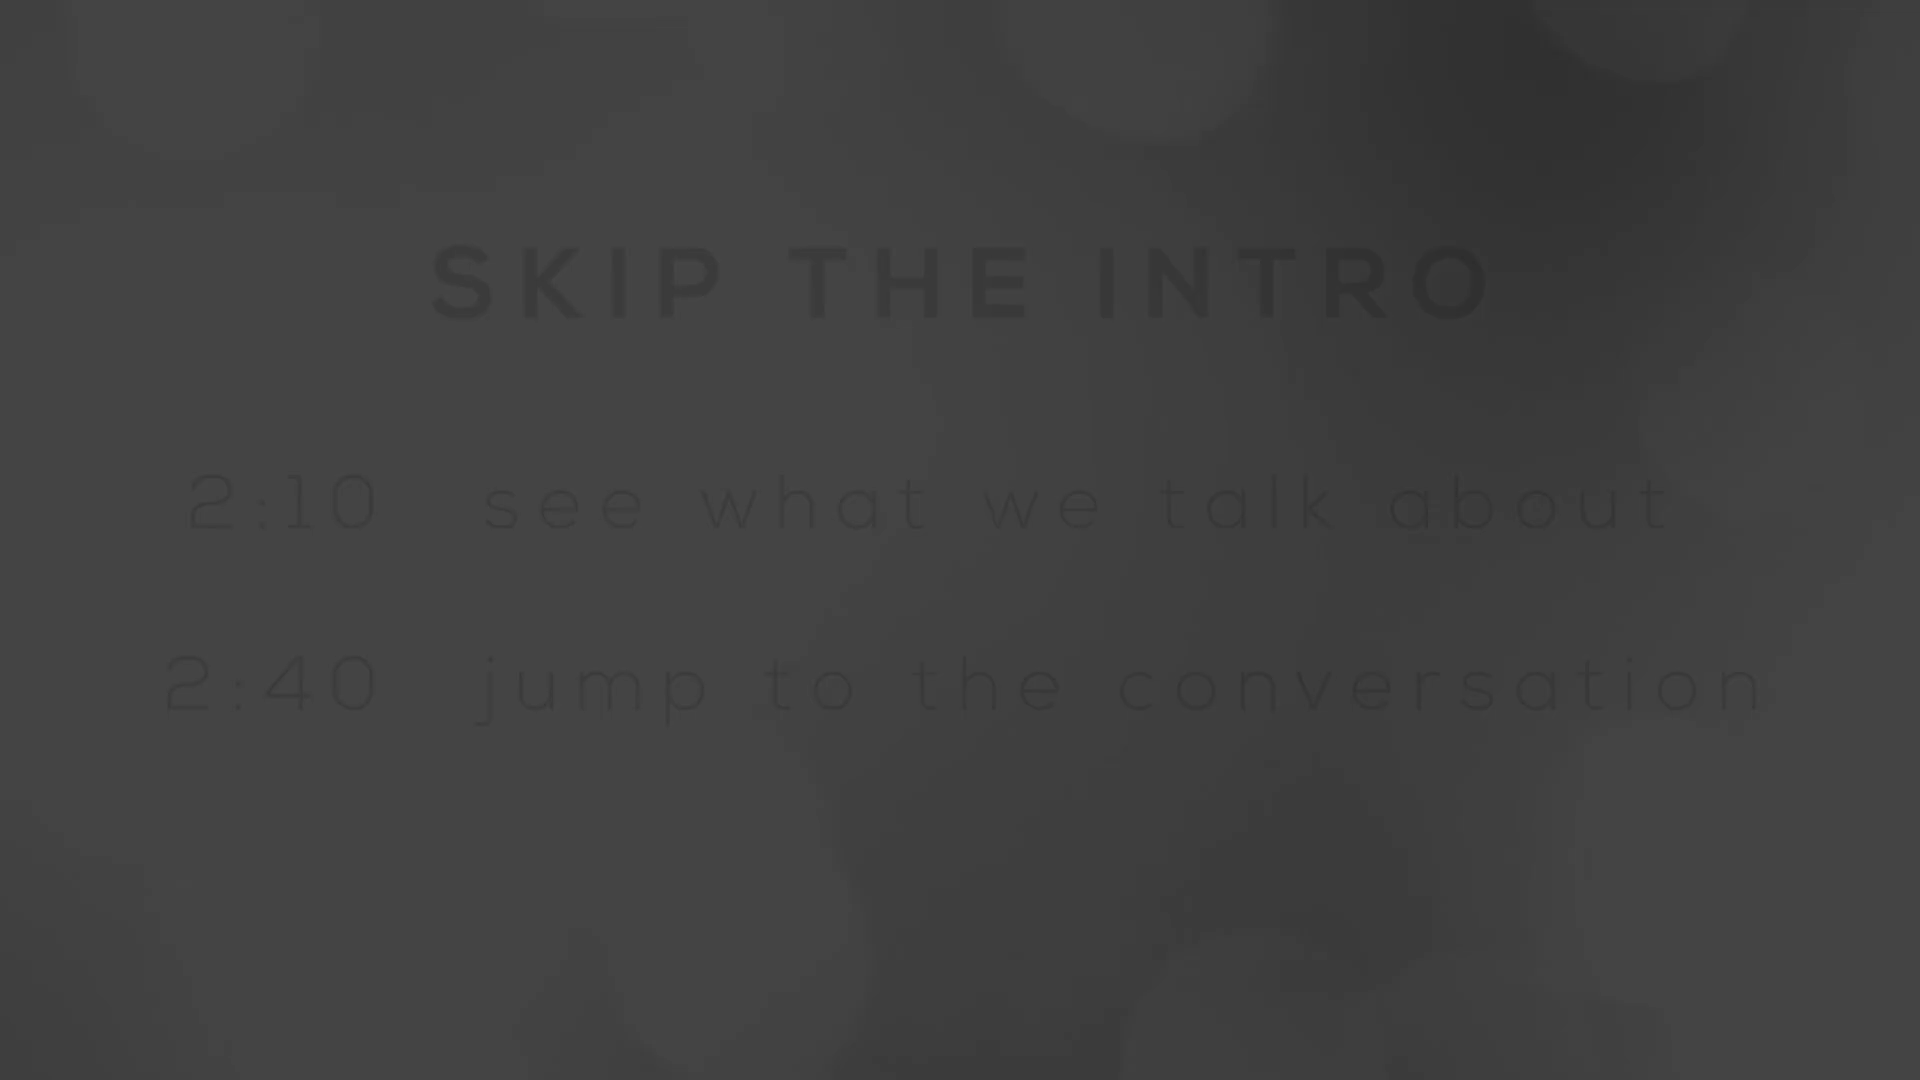 SKIP THE INTRO
2:10 see what we talk about
2:40 jump to the conversation